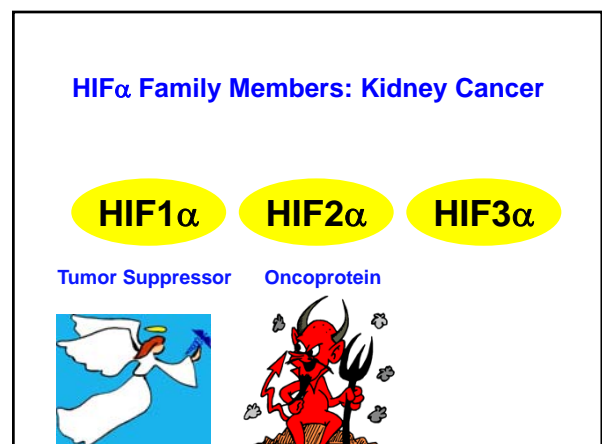 HIFα Family Members: Kidney Cancer
HIF1α HIF2α HIF3α
Tumor Suppressor Oncoprotein